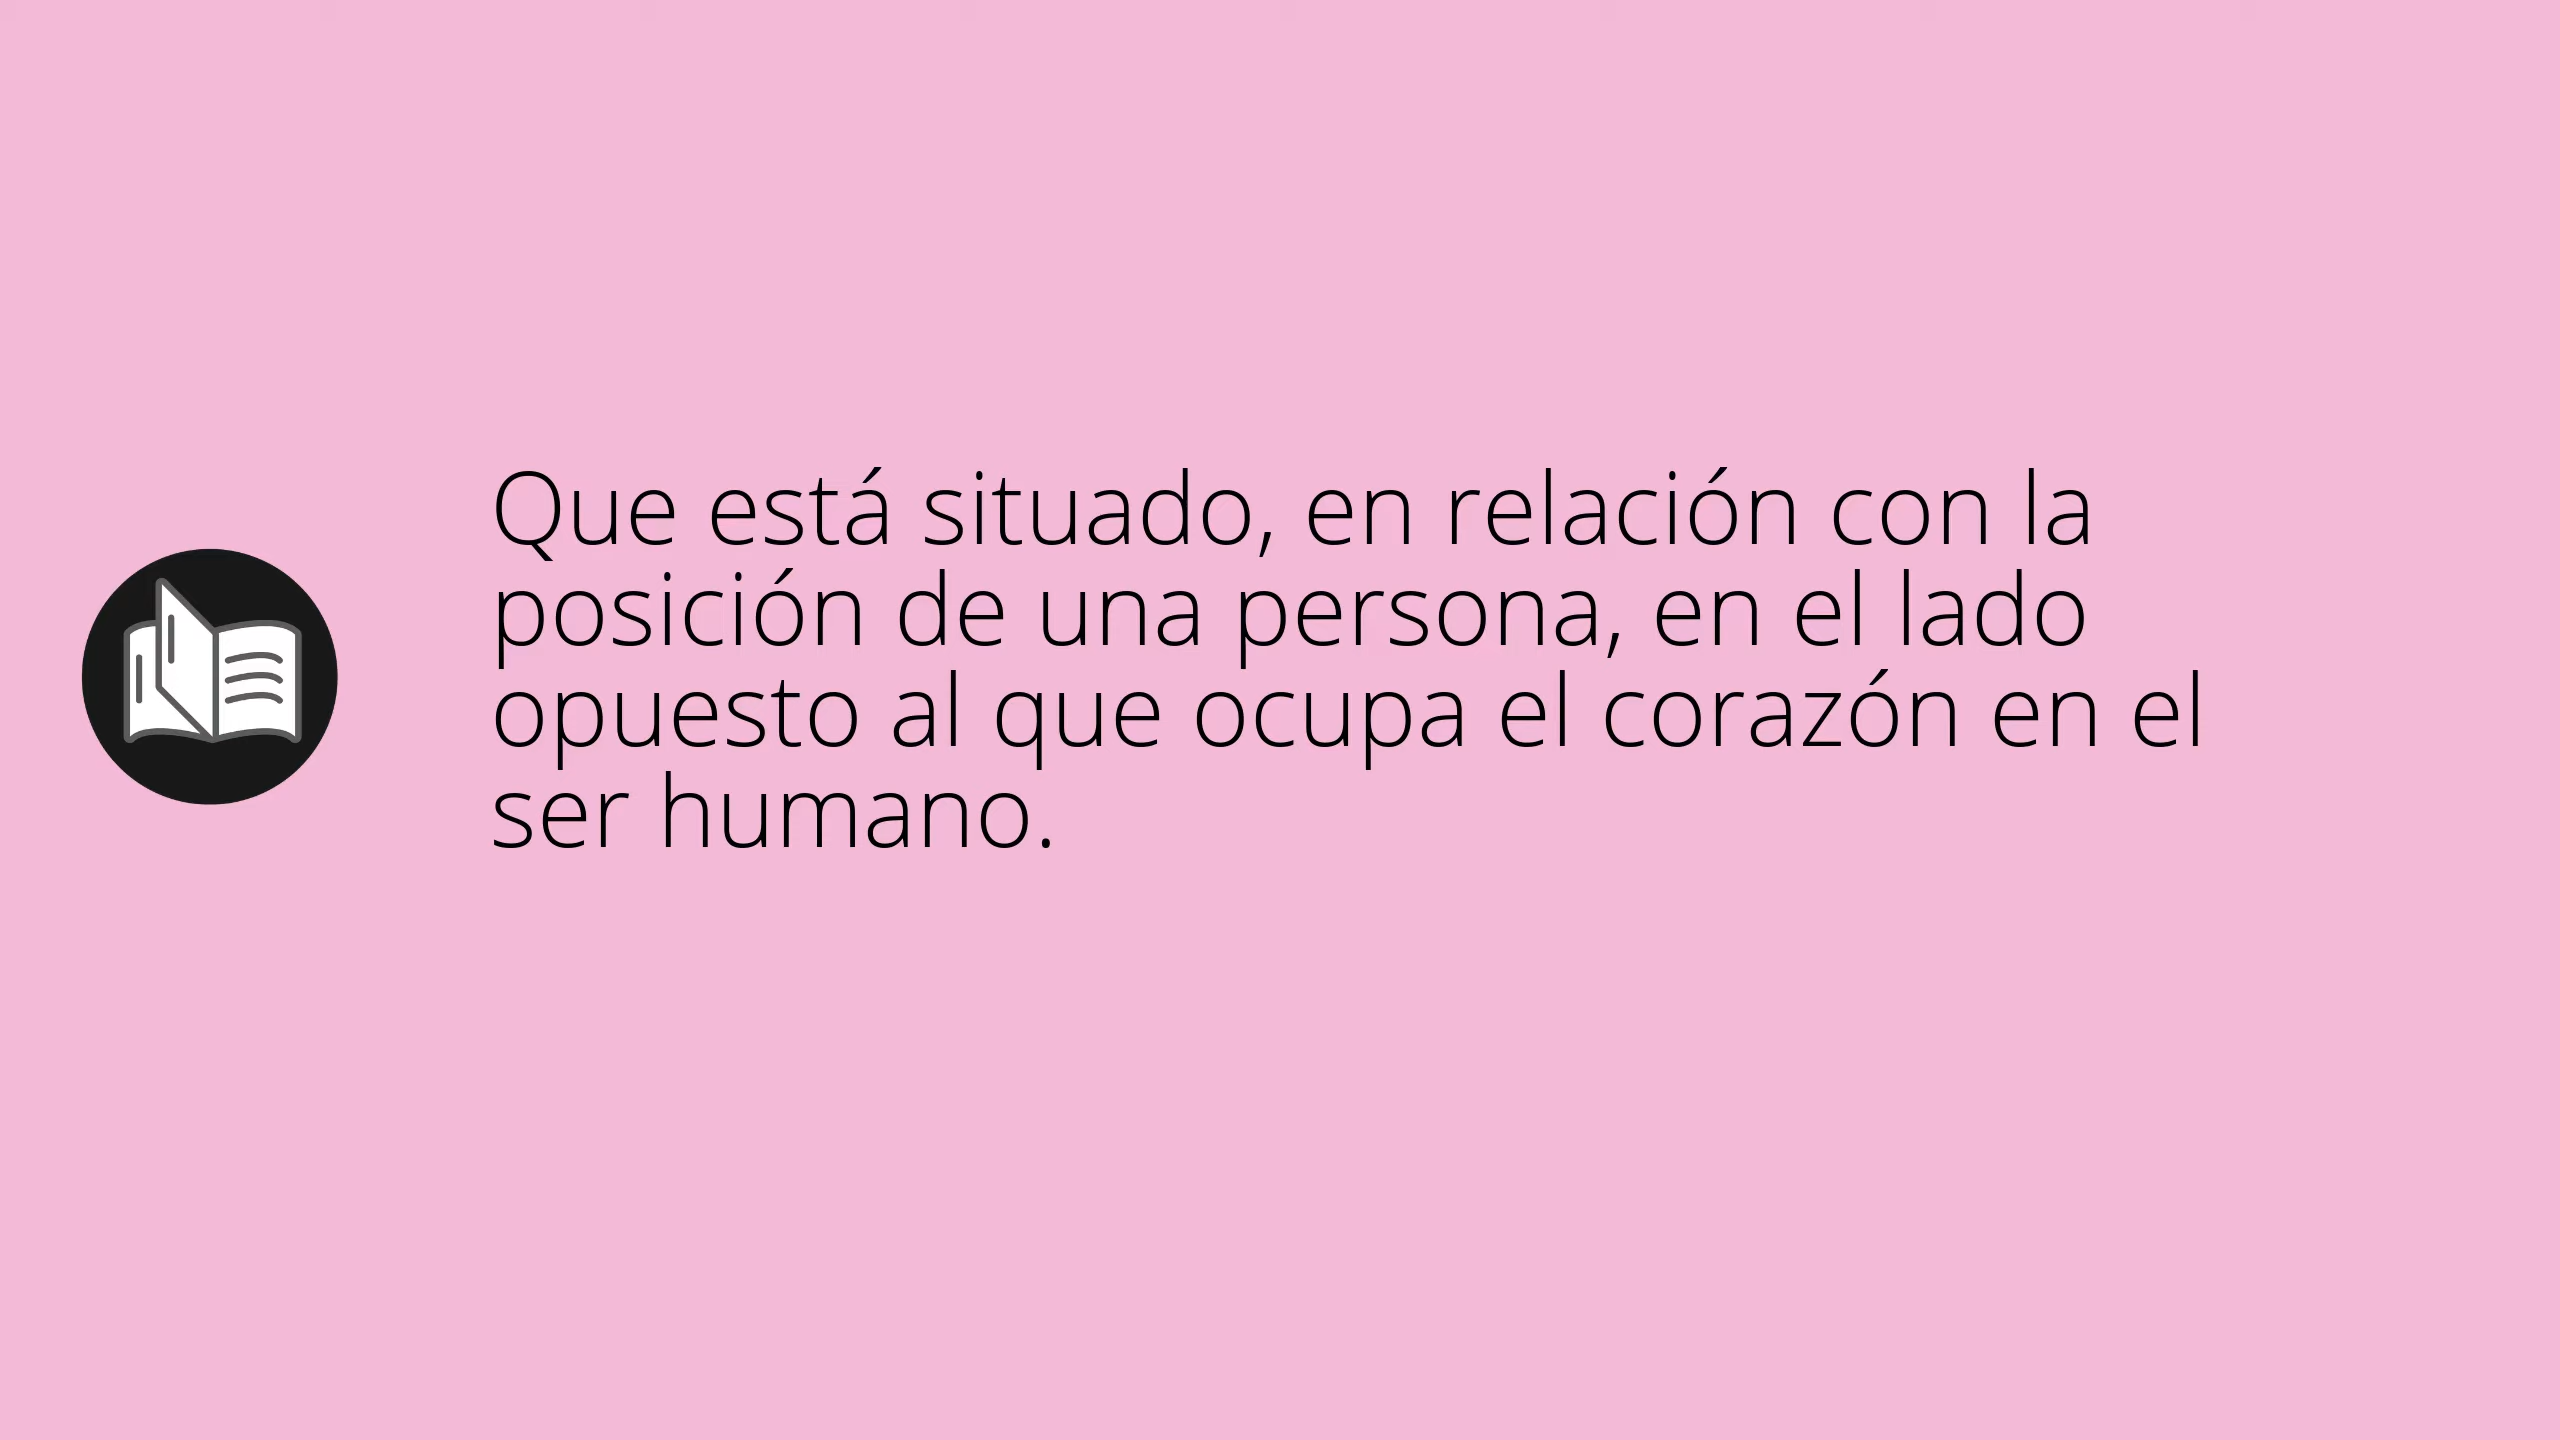 Que está situado, en relación con la
posición de una persona, en el lado
opuesto al que ocupa el corazón en el
ser humano.